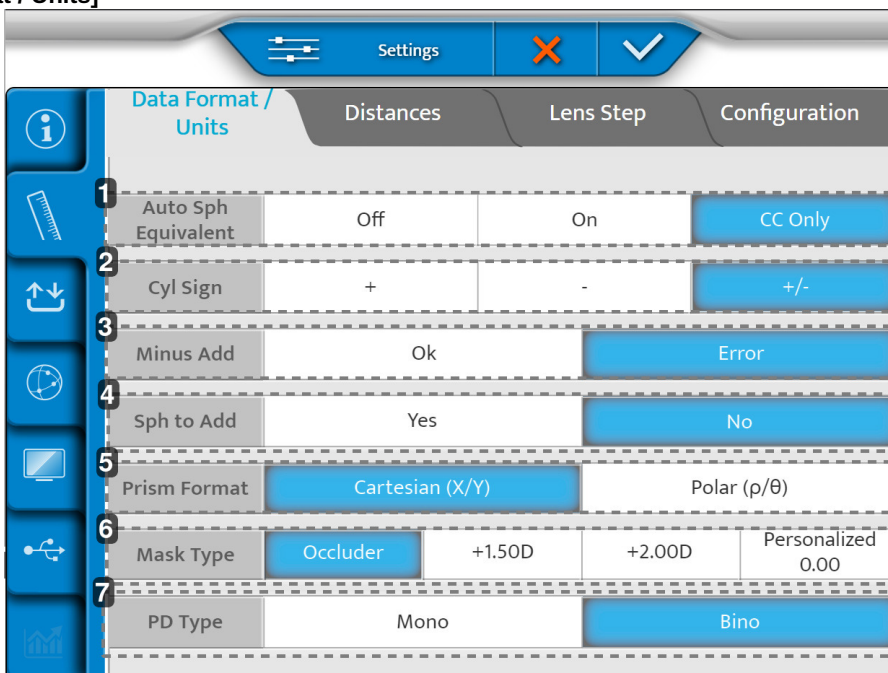 t / Units]
Settings
Data Format /
Units
Distances
Lens Step
Configuration
1
Auto Sph
Equivalent
Off
On
CC Only
2
Cyl Sign
+
-
+/-
3
Minus Add
Ok
Error
4
Sph to Add
Yes
No
5
Prism Format
Cartesian (X/Y)
Polar (ρ/θ)
6
Mask Type
Occluder
+1.50D
+2.00D
Personalized
0.00
7
PD Type
Mono
Bino